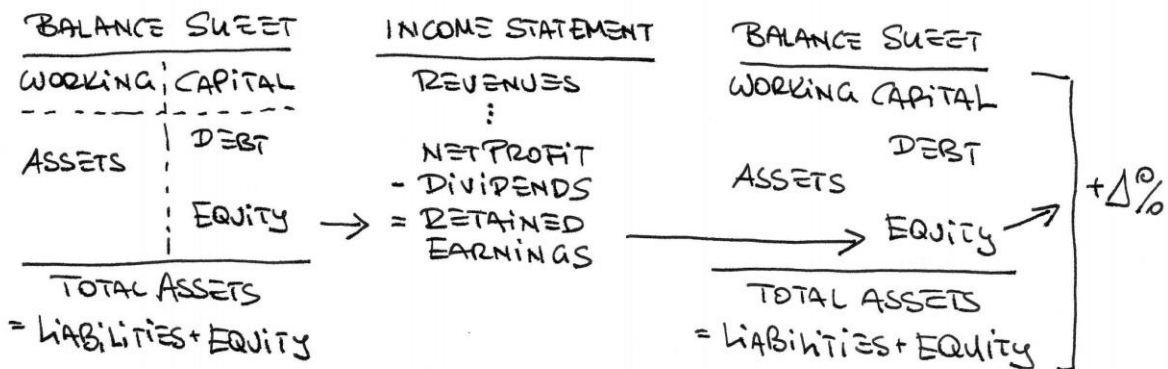 BALANCE SHEET
WORKING CAPITAL
ASSETS
DEBT
EQUITY
TOTAL ASSETS
= LIABILITIES + EQUITY
INCOME STATEMENT
REVENUES
⋮
NET PROFIT
- DIVIDENDS
= RETAINED
EARNINGS
BALANCE SHEET
WORKING CAPITAL
ASSETS
DEBT
EQUITY
TOTAL ASSETS
= LIABILITIES + EQUITY
+Δ%